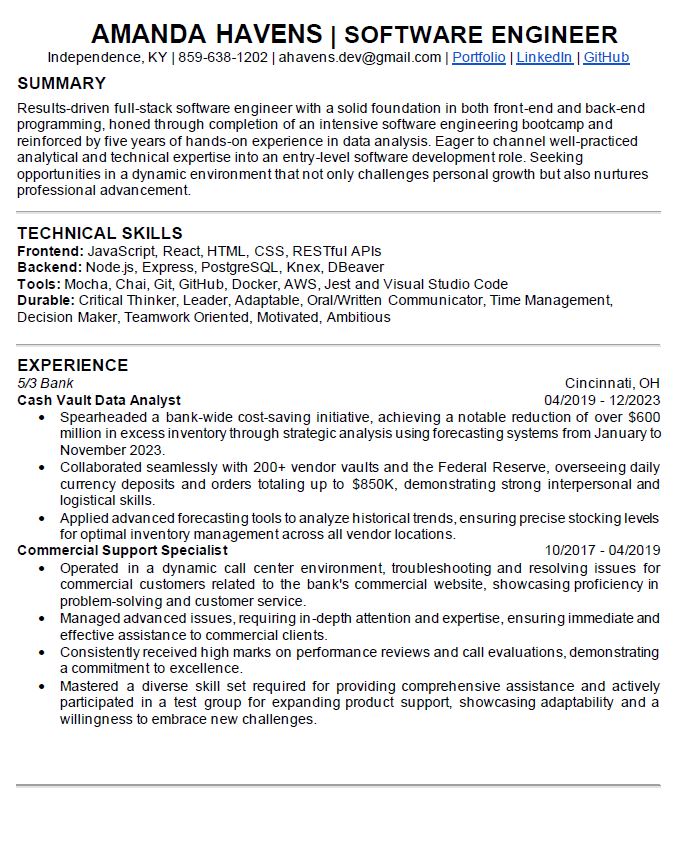 AMANDA HAVENS | SOFTWARE ENGINEER
Independence, KY | 859-638-1202 | ahavens.dev@gmail.com | Portfolio | LinkedIn | GitHub
SUMMARY
Results-driven full-stack software engineer with a solid foundation in both front-end and back-end
programming, honed through completion of an intensive software engineering bootcamp and
reinforced by five years of hands-on experience in data analysis. Eager to channel well-practiced
analytical and technical expertise into an entry-level software development role. Seeking
opportunities in a dynamic environment that not only challenges personal growth but also nurtures
professional advancement.
TECHNICAL SKILLS
Frontend: JavaScript, React, HTML, CSS, RESTful APIs
Backend: Node.js, Express, PostgreSQL, Knex, DBeaver
Tools: Mocha, Chai, Git, GitHub, Docker, AWS, Jest and Visual Studio Code
Durable: Critical Thinker, Leader, Adaptable, Oral/Written Communicator, Time Management,
Decision Maker, Teamwork Oriented, Motivated, Ambitious
EXPERIENCE
5/3 Bank Cincinnati, OH
Cash Vault Data Analyst 04/2019 - 12/2023
• Spearheaded a bank-wide cost-saving initiative, achieving a notable reduction of over $600
million in excess inventory through strategic analysis using forecasting systems from January to
November 2023.
• Collaborated seamlessly with 200+ vendor vaults and the Federal Reserve, overseeing daily
currency deposits and orders totaling up to $850K, demonstrating strong interpersonal and
logistical skills.
• Applied advanced forecasting tools to analyze historical trends, ensuring precise stocking levels
for optimal inventory management across all vendor locations.
Commercial Support Specialist 10/2017 - 04/2019
• Operated in a dynamic call center environment, troubleshooting and resolving issues for
commercial customers related to the bank's commercial website, showcasing proficiency in
problem-solving and customer service.
• Managed advanced issues, requiring in-depth attention and expertise, ensuring immediate and
effective assistance to commercial clients.
• Consistently received high marks on performance reviews and call evaluations, demonstrating
a commitment to excellence.
• Mastered a diverse skill set required for providing comprehensive assistance and actively
participated in a test group for expanding product support, showcasing adaptability and a
willingness to embrace new challenges.